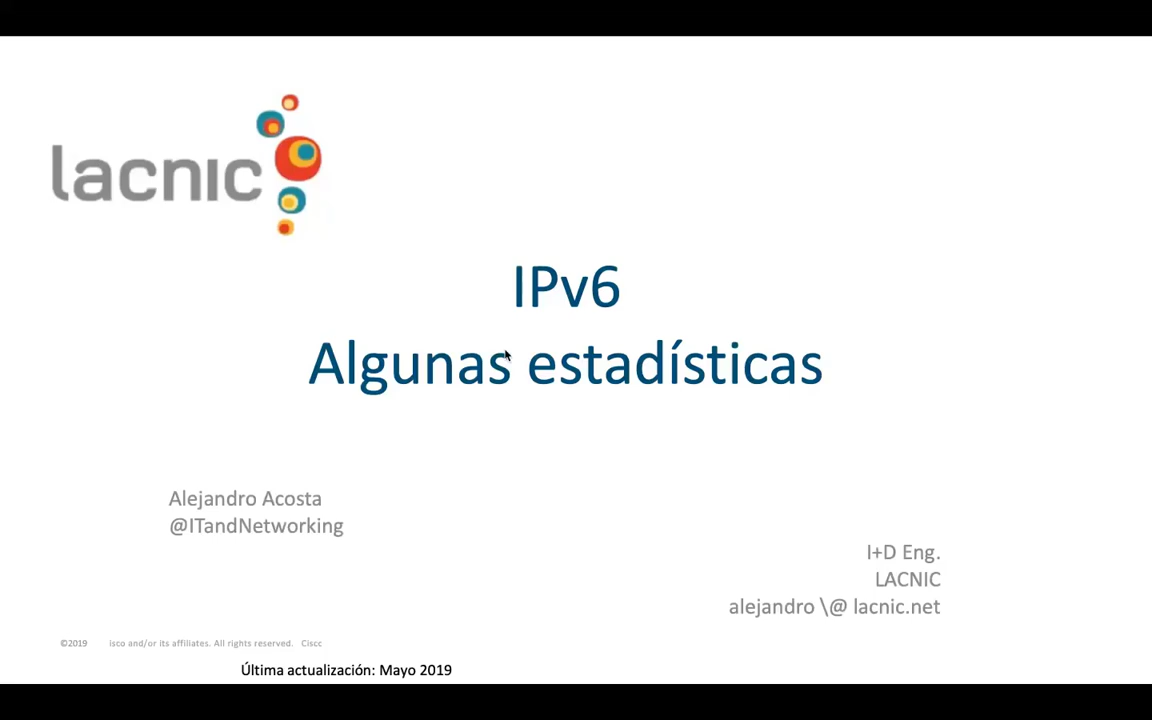 lacnic
IPv6
Algunas estadísticas
Alejandro Acosta
@ITandNetworking
I+D Eng.
LACNIC
alejandro \@ lacnic.net
©2019 isco and/or its affiliates. All rights reserved. Ciscc
Última actualización: Mayo 2019